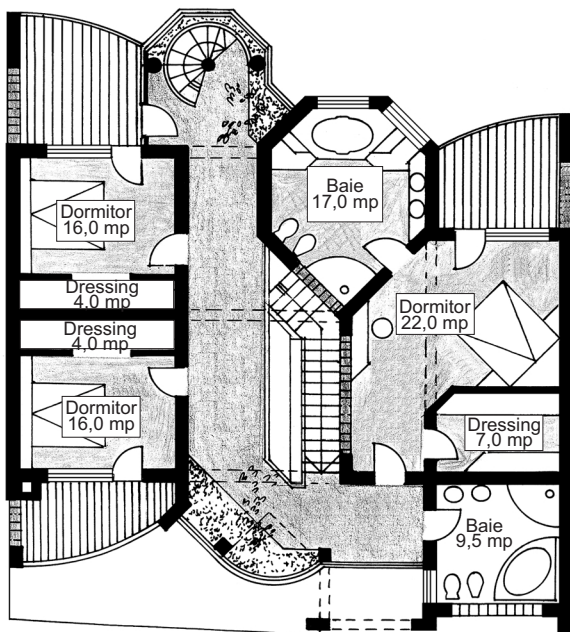 Baie
17,0 mp
Dormitor
16,0 mp
Dressing
4,0 mp
Dressing
4,0 mp
Dormitor
22,0 mp
Dormitor
16,0 mp
Dressing
7,0 mp
Baie
9,5 mp